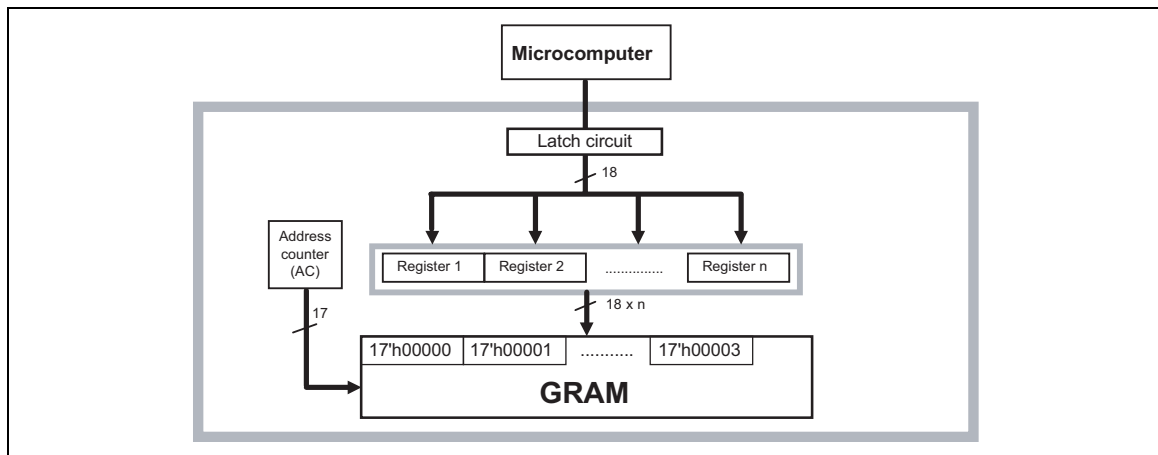 Microcomputer
Latch circuit
18
Address
counter
(AC)
Register 1 Register 2 ............... Register n
17
18 x n
17'h00000 17'h00001 ........... 17'h00003
GRAM